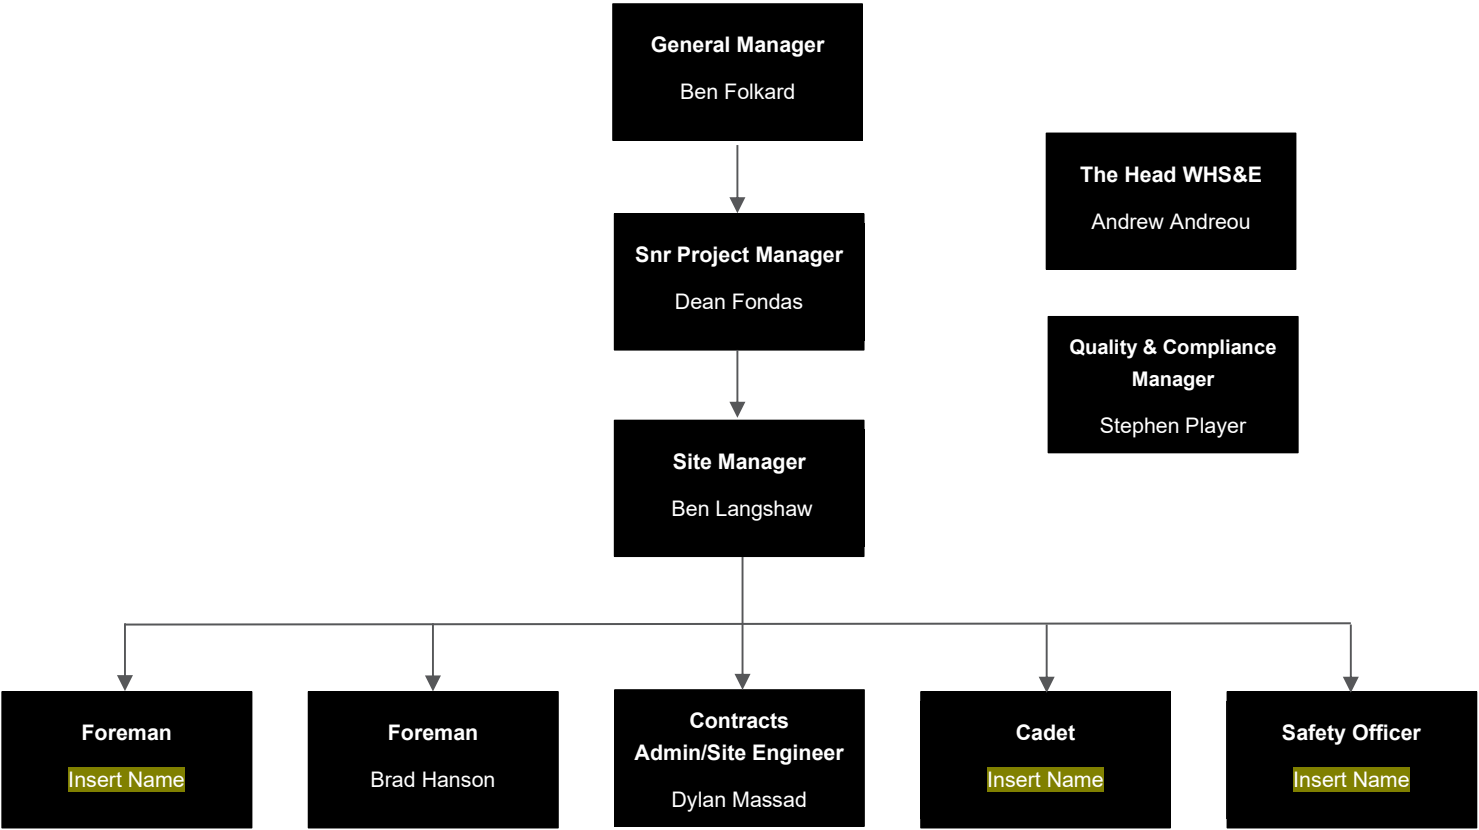 General Manager
Ben Folkard
The Head WHS&E
Andrew Andreou
Snr Project Manager
Dean Fondas
Quality & Compliance
Manager
Stephen Player
Site Manager
Ben Langshaw
Foreman
Insert Name
Foreman
Brad Hanson
Contracts
Admin/Site Engineer
Dylan Massad
Cadet
Insert Name
Safety Officer
Insert Name